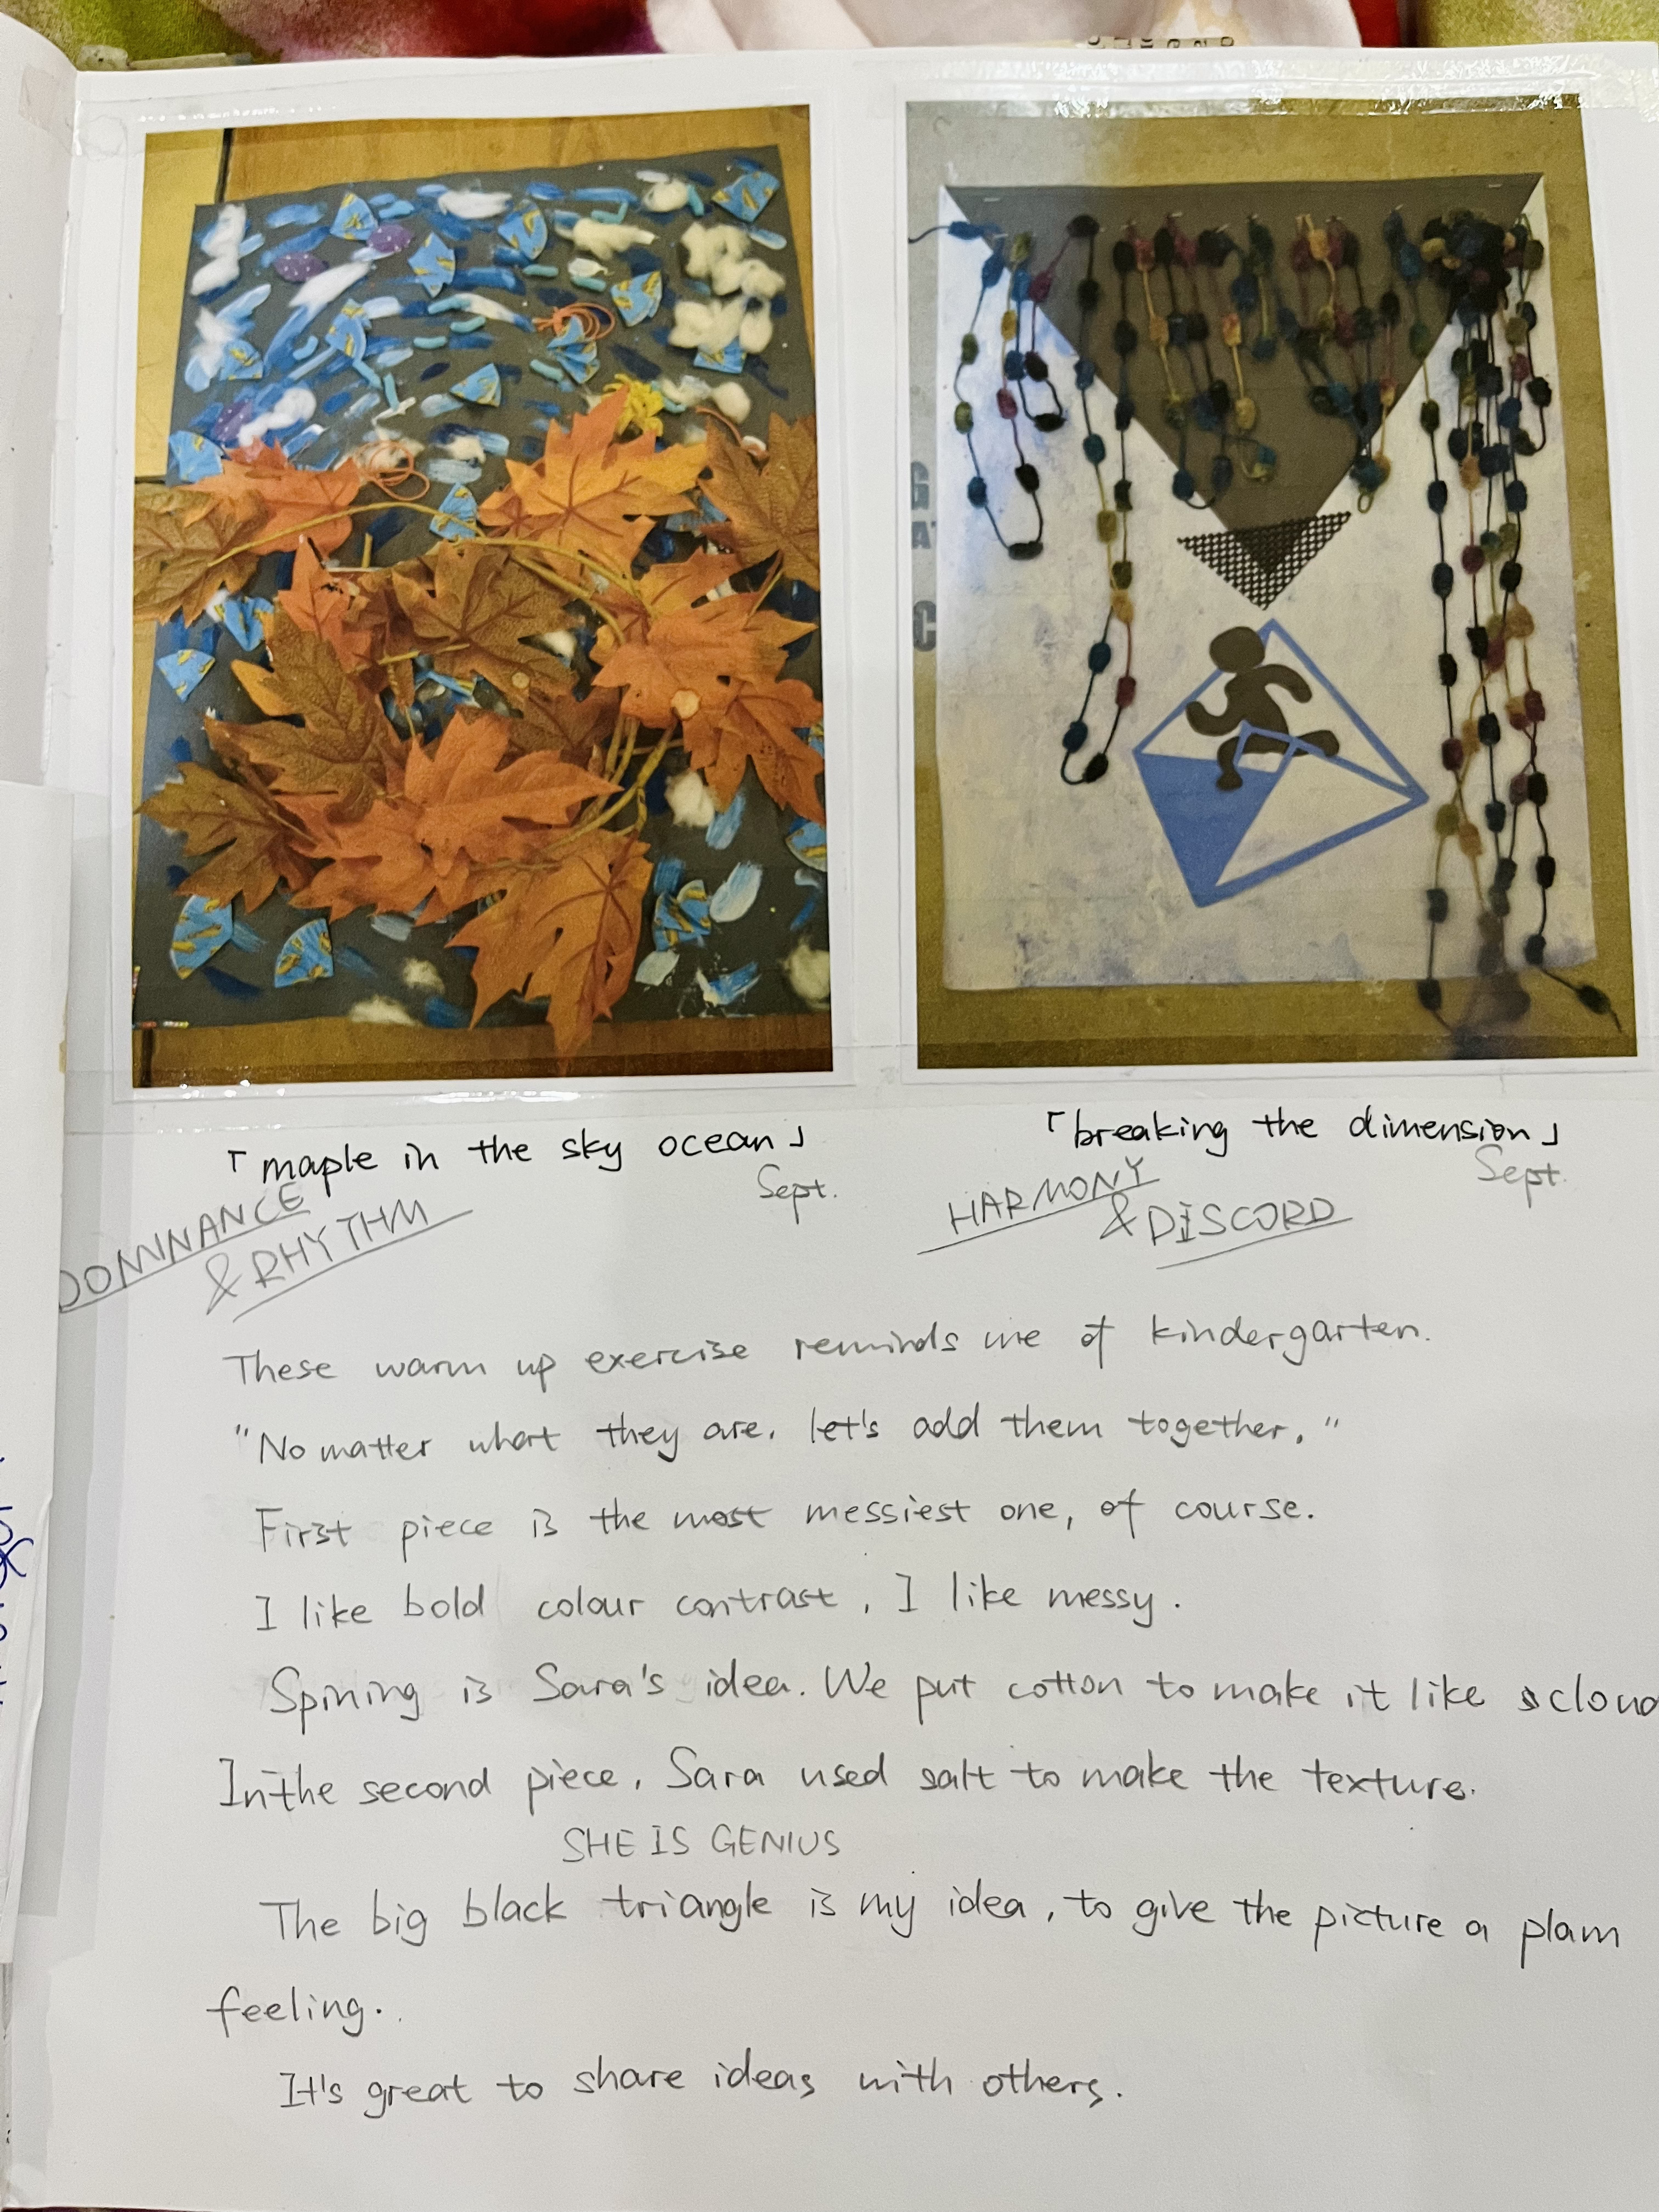 「maple in the sky ocean」
Sept.
DOMINANCE
& RHYTHM
「breaking the dimension」
Sept.
HARMONY
& DISCORD
These warm up exercise reminds me of kindergarten.
"No matter what they are, let's add them together."
First piece is the most messiest one, of course.
I like bold colour contrast, I like messy.
Spining is Sara's idea. We put cotton to make it like cloud
In the second piece, Sara used salt to make the texture.
SHE IS GENIUS
The big black triangle is my idea, to give the picture a plam
feeling.
It's great to share ideas with others.